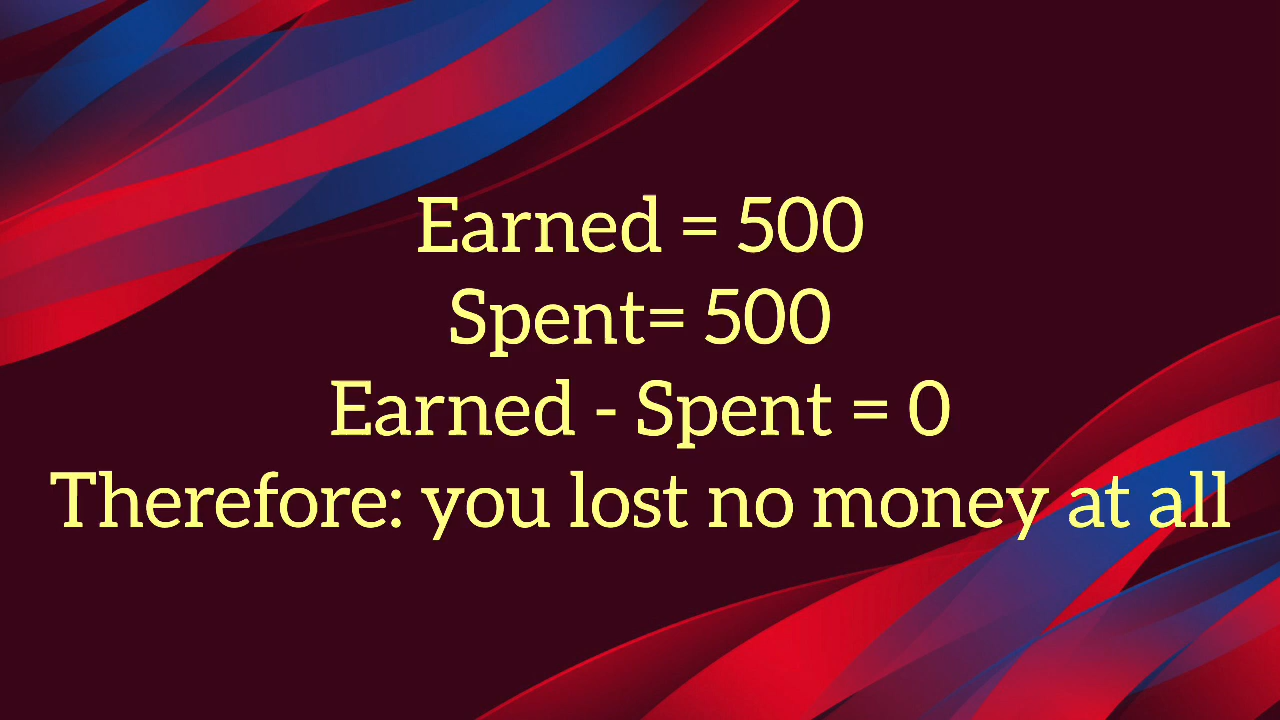 Earned = 500
Spent= 500
Earned - Spent = 0
Therefore: you lost no money at all